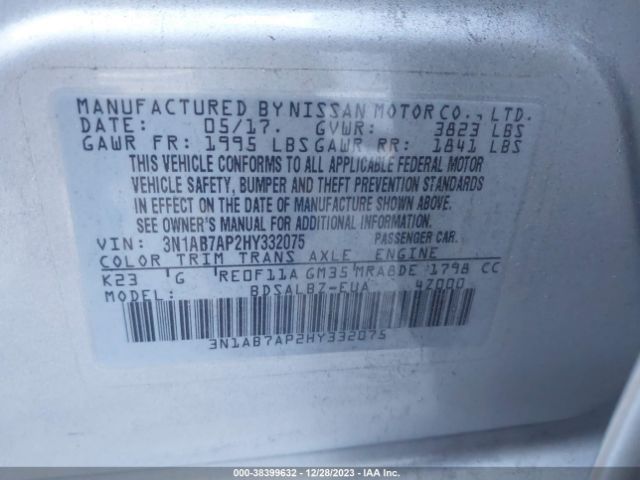 MANUFACTURED BY NISSAN MOTOR CO., LTD.
DATE: 05/17. GVWR: 3823 LBS
GAWR FR: 1995 LBS GAWR RR: 1841 LBS
THIS VEHICLE CONFORMS TO ALL APPLICABLE FEDERAL MOTOR
VEHICLE SAFETY, BUMPER AND THEFT PREVENTION STANDARDS
IN EFFECT ON THE DATE OF MANUFACTURE SHOWN ABOVE.
SEE OWNER'S MANUAL FOR ADDITIONAL INFORMATION.
VIN: 3N1AB7AP2HY332075 PASSENGER CAR.
COLOR TRIM TRANS AXLE ENGINE
K23 G RE0F11A GM35 MRA8DE 1798 CC
MODEL: BDSALBZ-EUA 4Z000
3N1AB7AP2HY332075
000-38399632 - 12/28/2023 - IAA Inc.